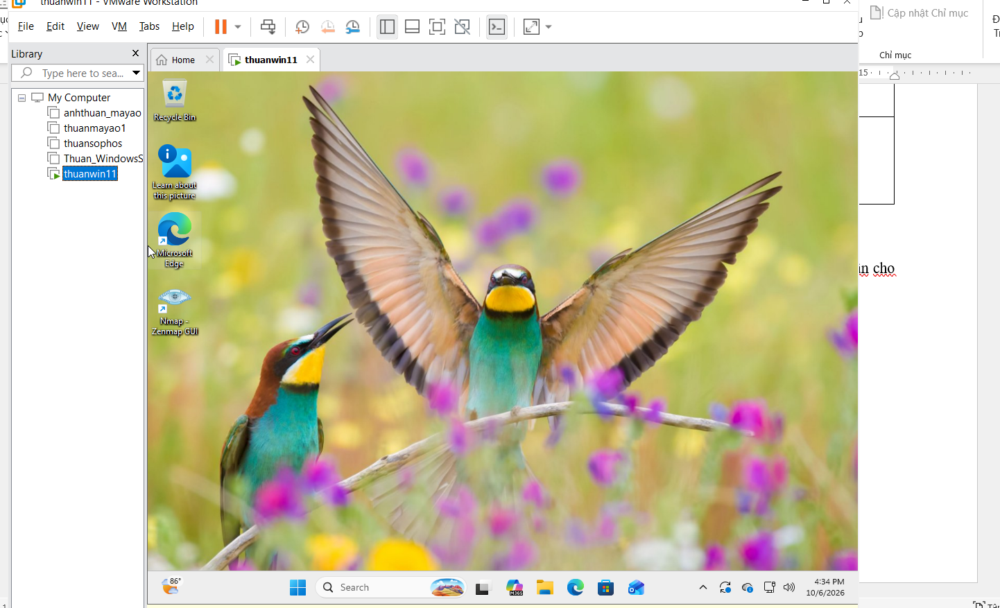 thuanwin11 - VMware Workstation
File Edit View VM Tabs Help
Cập nhật Chỉ mục
Chỉ mục
Library
Type here to sea...
Home
thuanwin11
15
My Computer
anhthuan_mayao
thuanmayao1
thuansophos
Thuan_WindowsS
thuanwin11
Recycle Bin
Learn about
this picture
Microsoft
Edge
Nmap -
Zenmap GUI
cho
86°
Search
M365
4:34 PM
10/6/2026